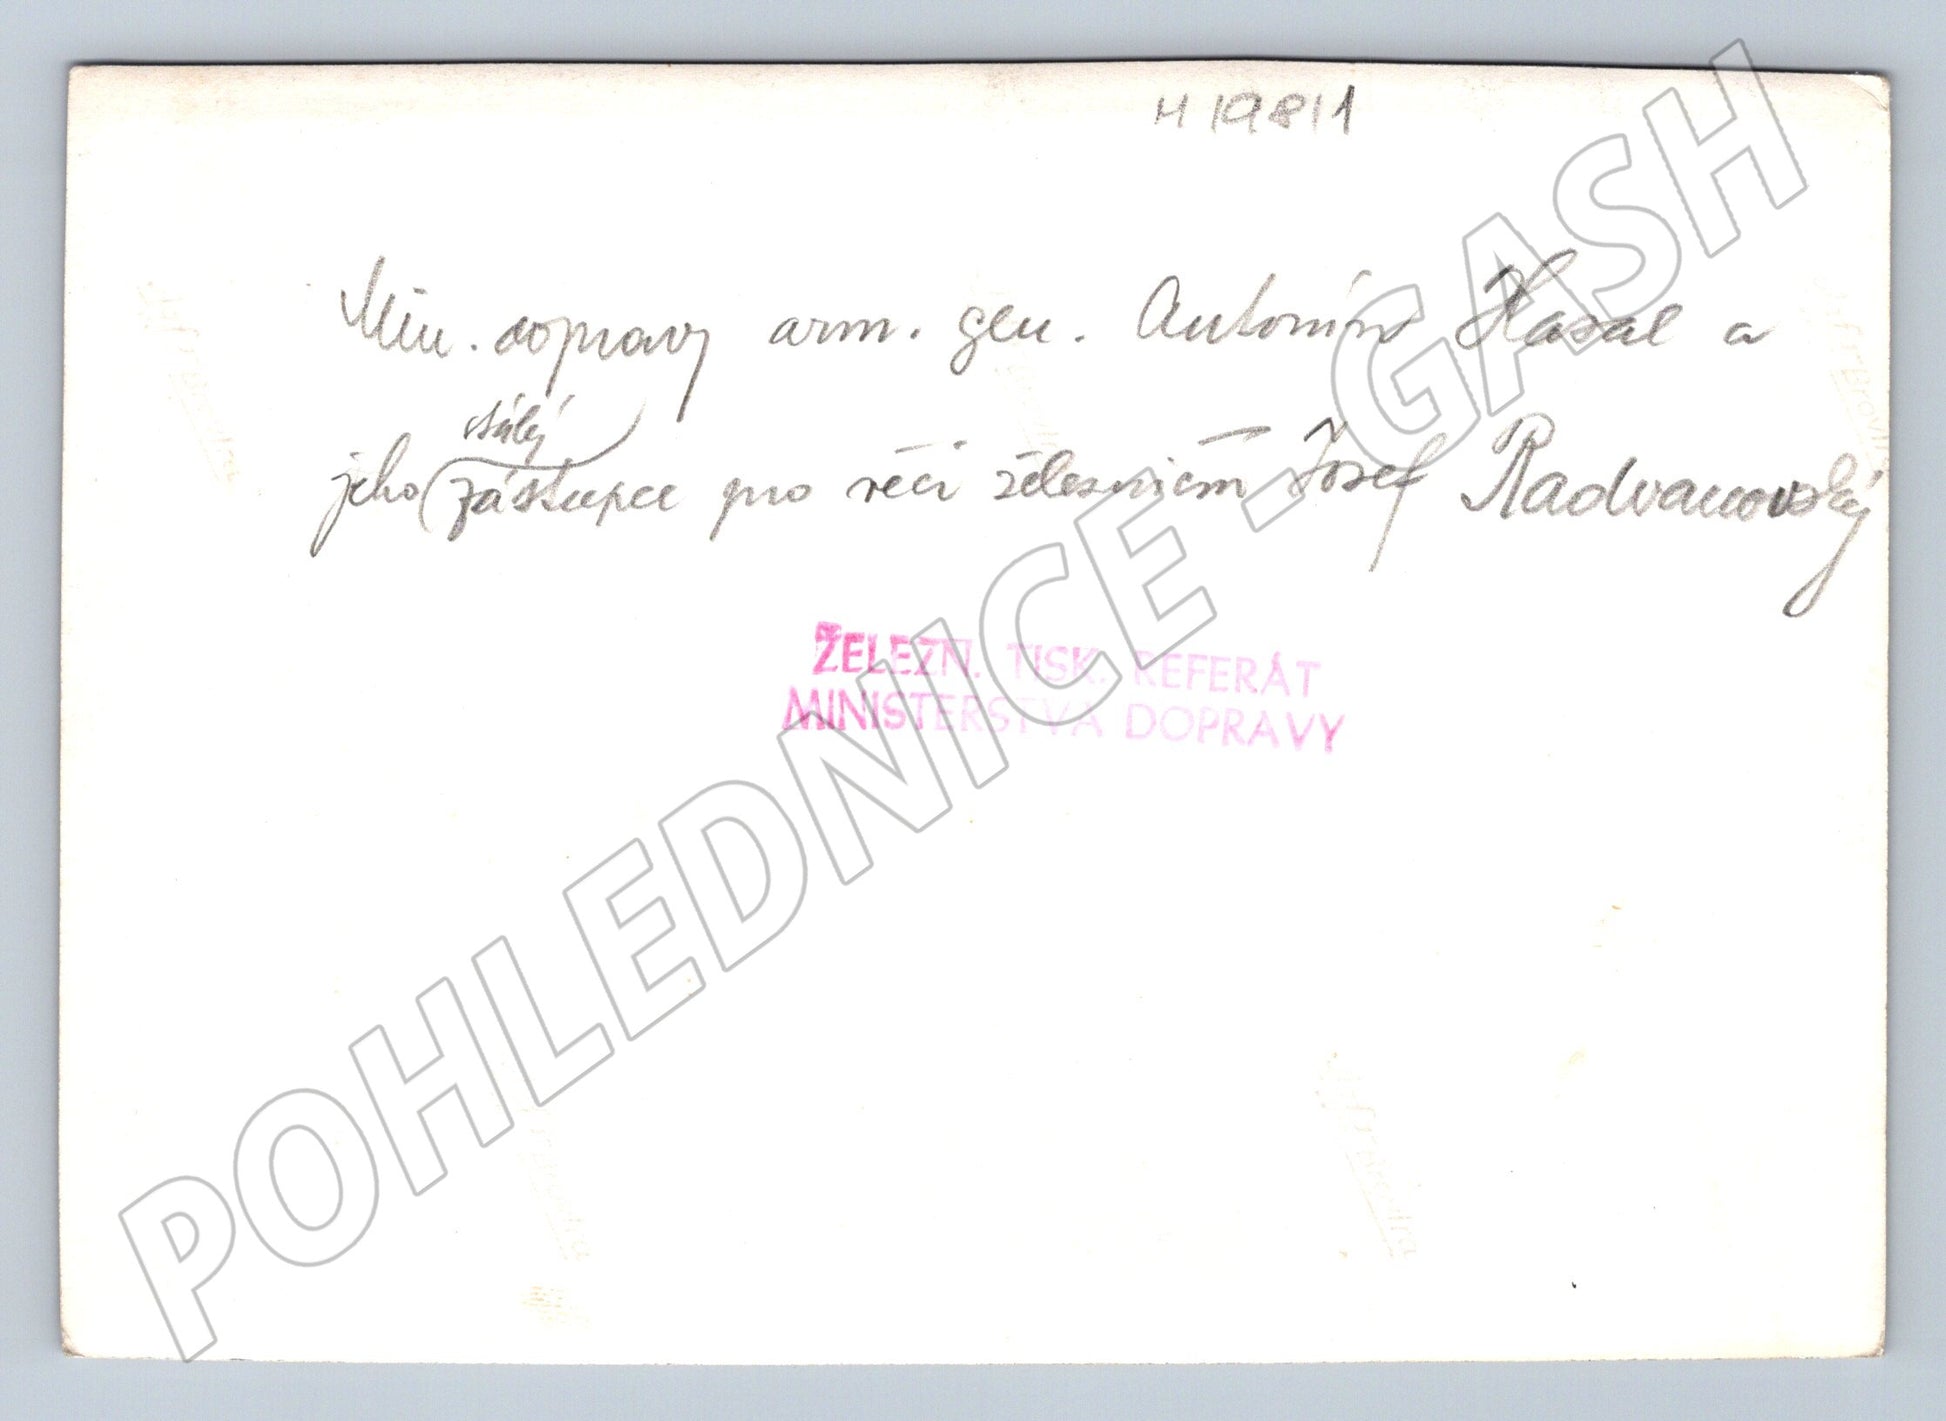 H 19811
Min. dopravy arm. gen. Antonín Hasal a
stálý
jeho zástupce pro věci železniční Josef Radvanovský
ŽELEZN. TISK. REFERÁT
MINISTERSTVA DOPRAVY
POHLEDNICE - GASH